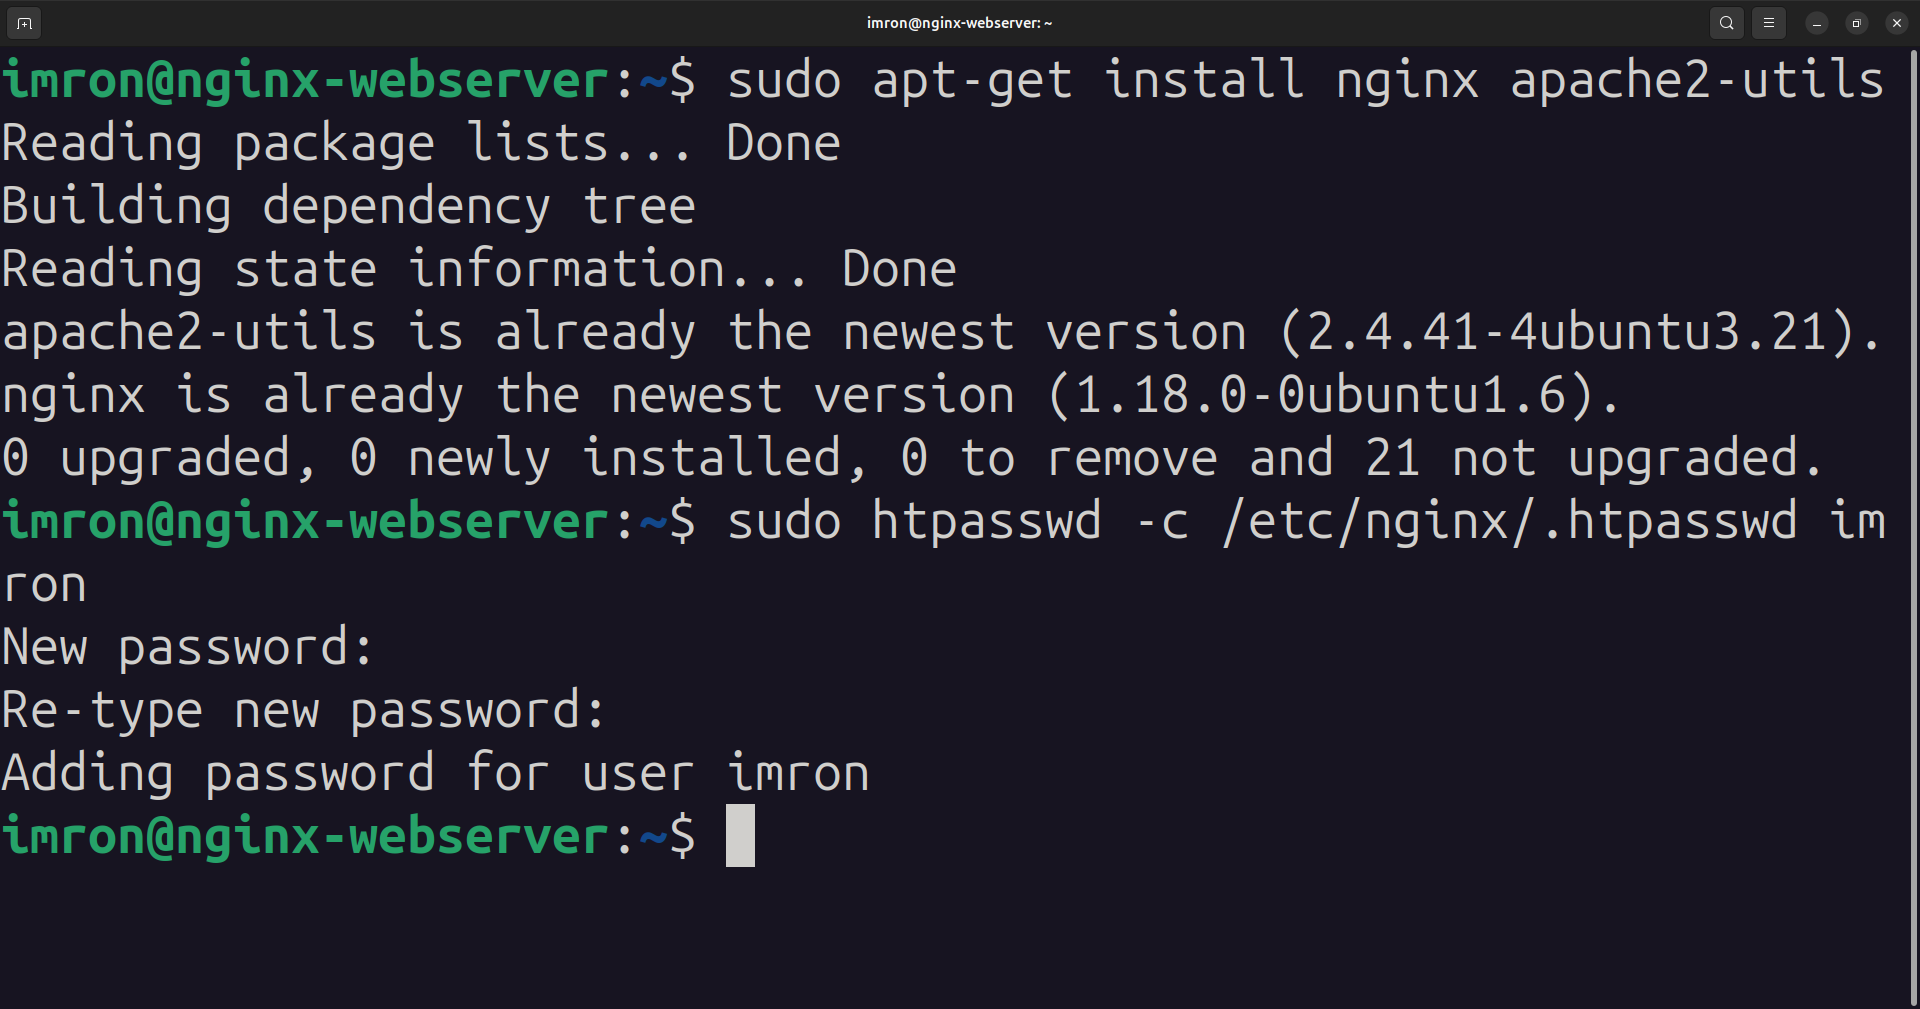 imron@nginx-webserver: ~
imron@nginx-webserver:~$ sudo apt-get install nginx apache2-utils
Reading package lists... Done
Building dependency tree
Reading state information... Done
apache2-utils is already the newest version (2.4.41-4ubuntu3.21).
nginx is already the newest version (1.18.0-0ubuntu1.6).
0 upgraded, 0 newly installed, 0 to remove and 21 not upgraded.
imron@nginx-webserver:~$ sudo htpasswd -c /etc/nginx/.htpasswd im
ron
New password:
Re-type new password:
Adding password for user imron
imron@nginx-webserver:~$